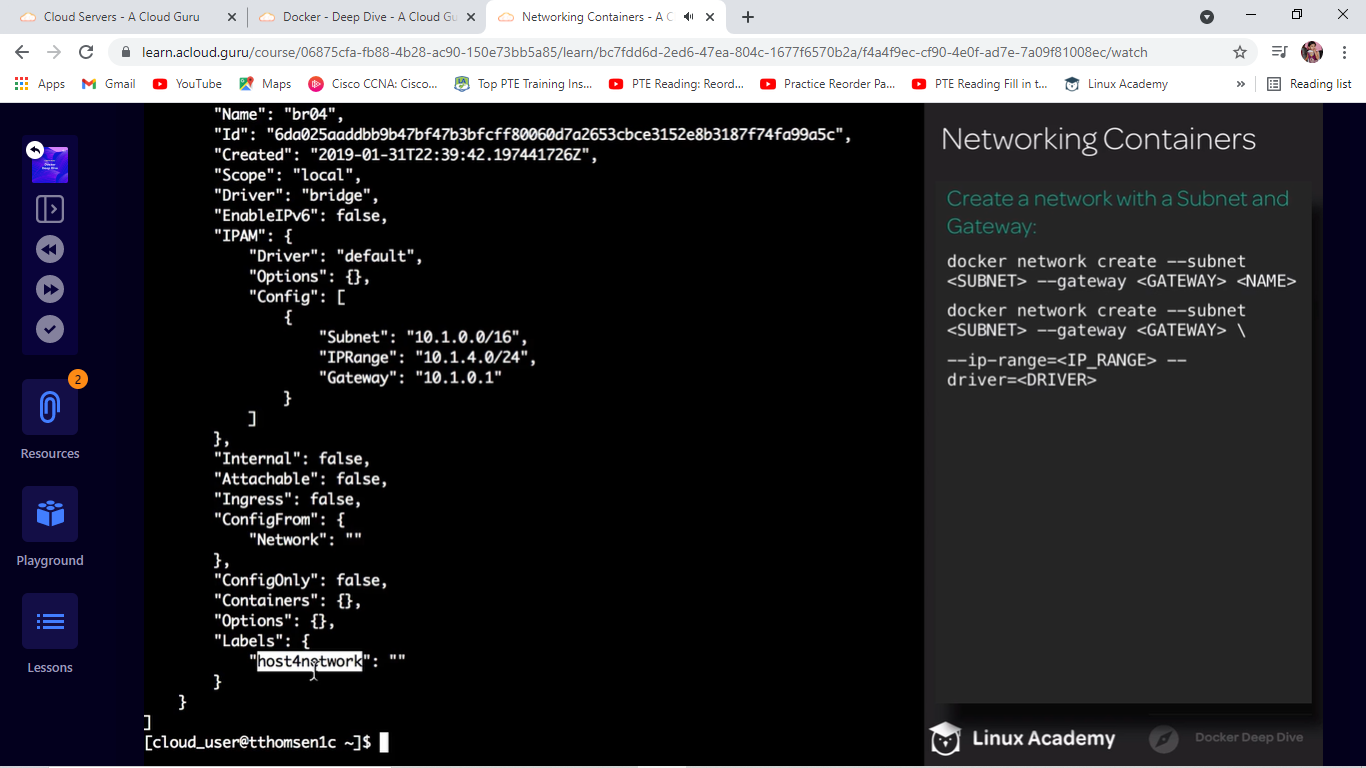 Cloud Servers - A Cloud Guru
Docker - Deep Dive - A Cloud Gu
Networking Containers - A C
learn.acloud.guru/course/06875cfa-fb88-4b28-ac90-150e73bb5a85/learn/bc7fdd6d-2ed6-47ea-804c-1677f6570b2a/f4a4f9ec-cf90-4e0f-ad7e-7a09f81008ec/watch
Apps
Gmail
YouTube
Maps
Cisco CCNA: Cisco...
Top PTE Training Ins...
PTE Reading: Reord...
Practice Reorder Pa...
PTE Reading Fill in t...
Linux Academy
»
Reading list
2
Resources
Playground
Lessons
"Name": "br04",
"Id": "6da025aaddbb9b47bf47b3bfcff80060d7a2653cbce3152e8b3187f74fa99a5c",
"Created": "2019-01-31T22:39:42.197441726Z",
"Scope": "local",
"Driver": "bridge",
"EnableIPv6": false,
"IPAM": {
"Driver": "default",
"Options": {},
"Config": [
{
"Subnet": "10.1.0.0/16",
"IPRange": "10.1.4.0/24",
"Gateway": "10.1.0.1"
}
]
},
"Internal": false,
"Attachable": false,
"Ingress": false,
"ConfigFrom": {
"Network": ""
},
"ConfigOnly": false,
"Containers": {},
"Options": {},
"Labels": {
"host4network": ""
}
}
]
[cloud_user@tthomsen1c ~]$
Networking Containers
Create a network with a Subnet and
Gateway:
docker network create --subnet
<SUBNET> --gateway <GATEWAY> <NAME>
docker network create --subnet
<SUBNET> --gateway <GATEWAY> \
--ip-range=<IP_RANGE> --
driver=<DRIVER>
Linux Academy
Docker Deep Dive